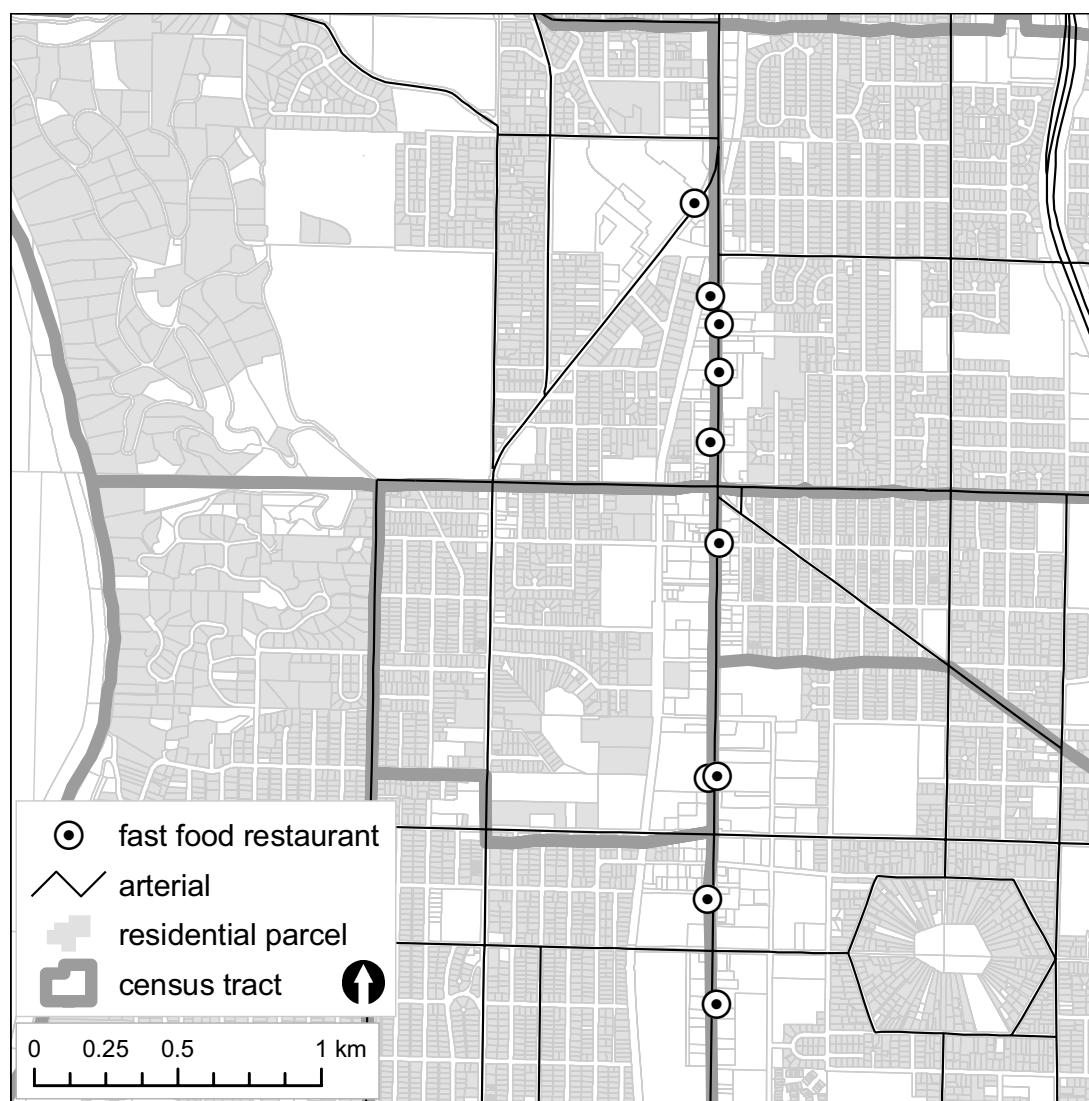 fast food restaurant
arterial
residential parcel
census tract
0 0.25 0.5 1 km